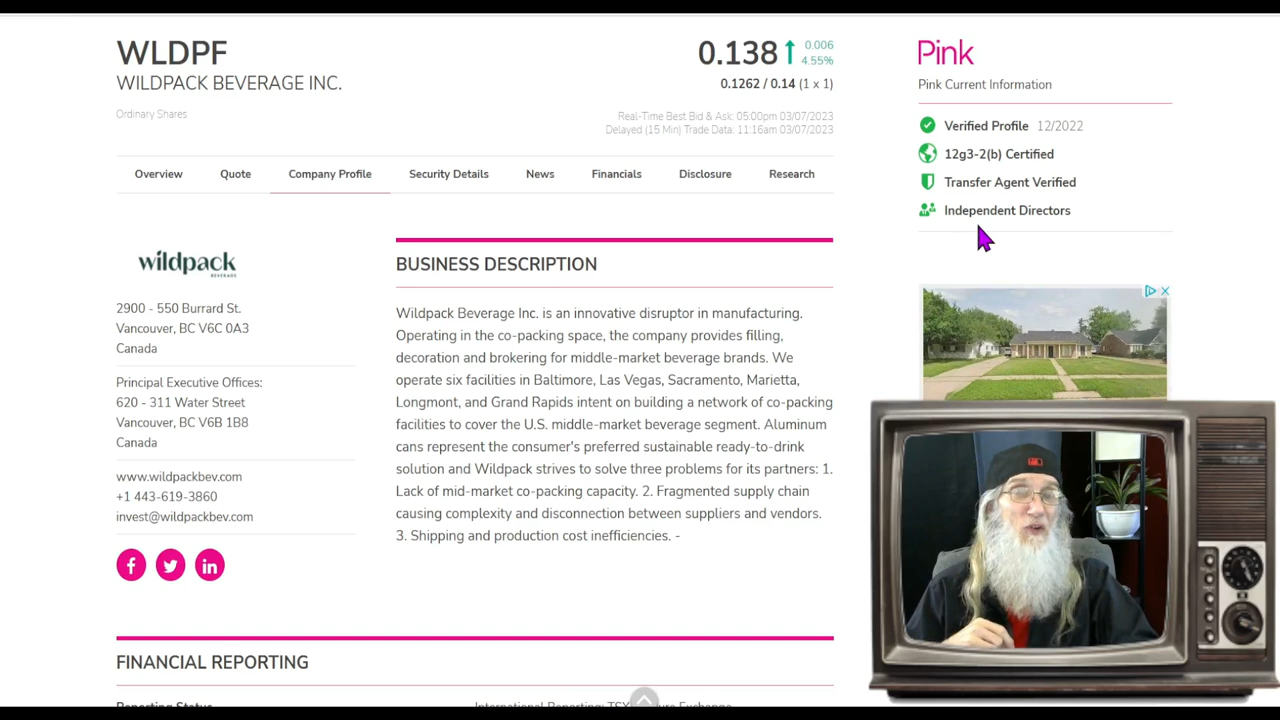 WLDPF
WILDPACK BEVERAGE INC.
Ordinary Shares
0.138
0.006
4.55%
0.1262 / 0.14 (1 x 1)
Real-Time Best Bid & Ask: 05:00pm 03/07/2023
Delayed (15 Min) Trade Data: 11:16am 03/07/2023
Pink
Pink Current Information
Verified Profile 12/2022
12g3-2(b) Certified
Transfer Agent Verified
Independent Directors
Overview Quote Company Profile Security Details News Financials Disclosure Research
wildpack
BEVERAGE
2900 - 550 Burrard St.
Vancouver, BC V6C 0A3
Canada
Principal Executive Offices:
620 - 311 Water Street
Vancouver, BC V6B 1B8
Canada
www.wildpackbev.com
+1 443-619-3860
invest@wildpackbev.com
BUSINESS DESCRIPTION
Wildpack Beverage Inc. is an innovative disruptor in manufacturing.
Operating in the co-packing space, the company provides filling,
decoration and brokering for middle-market beverage brands. We
operate six facilities in Baltimore, Las Vegas, Sacramento, Marietta,
Longmont, and Grand Rapids intent on building a network of co-packing
facilities to cover the U.S. middle-market beverage segment. Aluminum
cans represent the consumer's preferred sustainable ready-to-drink
solution and Wildpack strives to solve three problems for its partners: 1.
Lack of mid-market co-packing capacity. 2. Fragmented supply chain
causing complexity and disconnection between suppliers and vendors.
3. Shipping and production cost inefficiencies. -
FINANCIAL REPORTING
Reporting Status International Reporting: TSX Venture Exchange